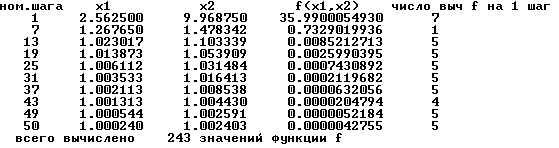 ном.шага x1 x2 f(x1,x2) число выч f на 1 шаг
1 2.562500 9.968750 35.9900054930 7
7 1.267650 1.478342 0.7329019936 1
13 1.023017 1.103339 0.0085212713 5
19 1.013873 1.053909 0.0025990395 5
25 1.006112 1.031484 0.0007430892 5
31 1.003533 1.016413 0.0002119682 5
37 1.002113 1.008538 0.0000632056 5
43 1.001313 1.004430 0.0000204794 4
49 1.000544 1.002591 0.0000052184 5
50 1.000240 1.002403 0.0000042755 5
всего вычислено 243 значений функции f